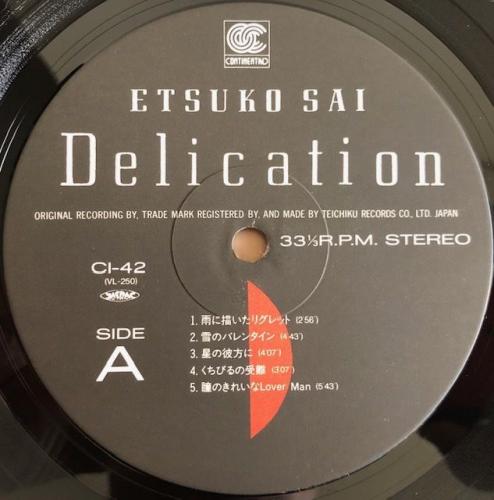 CONTINENTAL
ETSUKO SAI
Delication
ORIGINAL RECORDING BY, TRADE MARK REGISTERED BY, AND MADE BY TEICHIKU RECORDS CO., LTD. JAPAN
33⅓R.P.M. STEREO
CI-42
(VL-250)
SIDE
A
1. 雨に描いたリグレット (2'56")
2. 雪のバレンタイン (4'43")
3. 星の彼方に (4'07")
4. くちびるの受難 (3'07")
5. 瞳のきれいなLover Man (5'43")